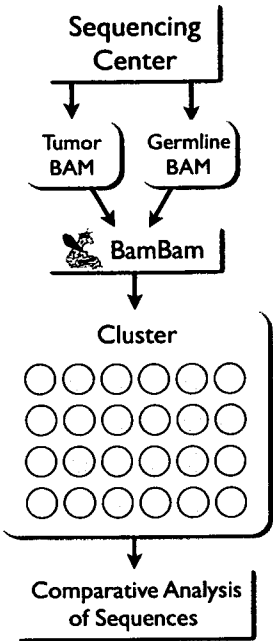 Sequencing
Center
Tumor
BAM
Germline
BAM
BamBam
Cluster
Comparative Analysis
of Sequences